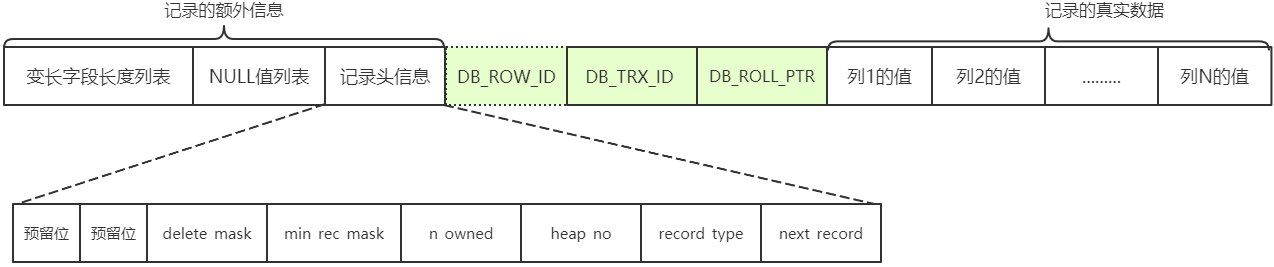 记录的额外信息
记录的真实数据
变长字段长度列表
NULL值列表
记录头信息
DB_ROW_ID
DB_TRX_ID
DB_ROLL_PTR
列1的值
列2的值
.........
列N的值
预留位
预留位
delete mask
min rec mask
n owned
heap no
record type
next record